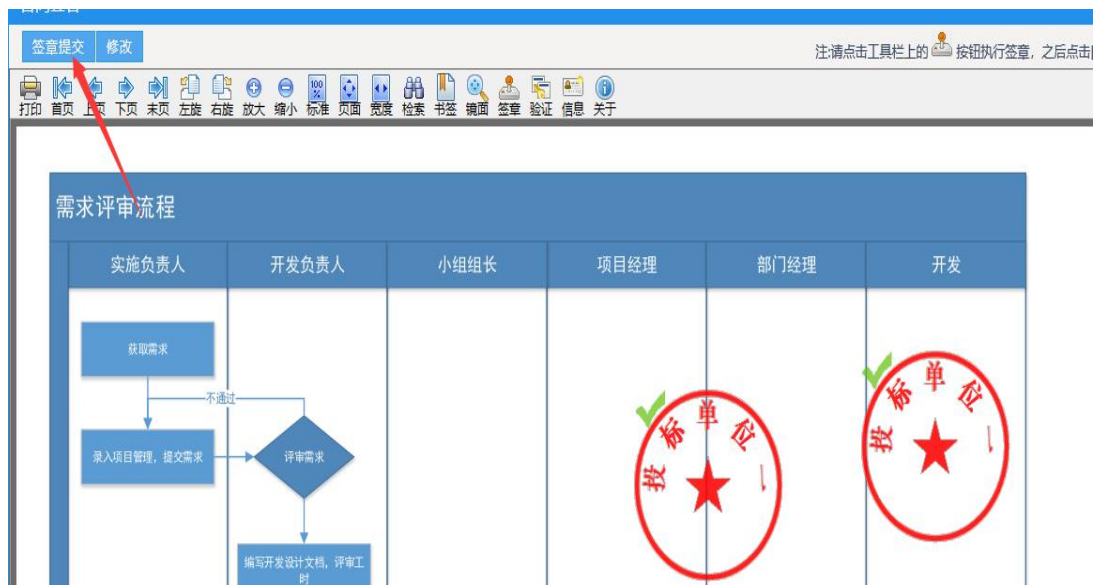 签章提交 修改
注:请点击工具栏上的 按钮执行签章，之后点击
打印 首页 上页 下页 末页 左旋 右旋 放大 缩小 标准 页面 宽度 检索 书签 镜面 签章 验证 信息 关于
需求评审流程
实施负责人 开发负责人 小组组长 项目经理 部门经理 开发
获取需求
不通过
录入项目管理，提交需求
评审需求
编写开发设计文档，评审工
时
投标单位一
投标单位一